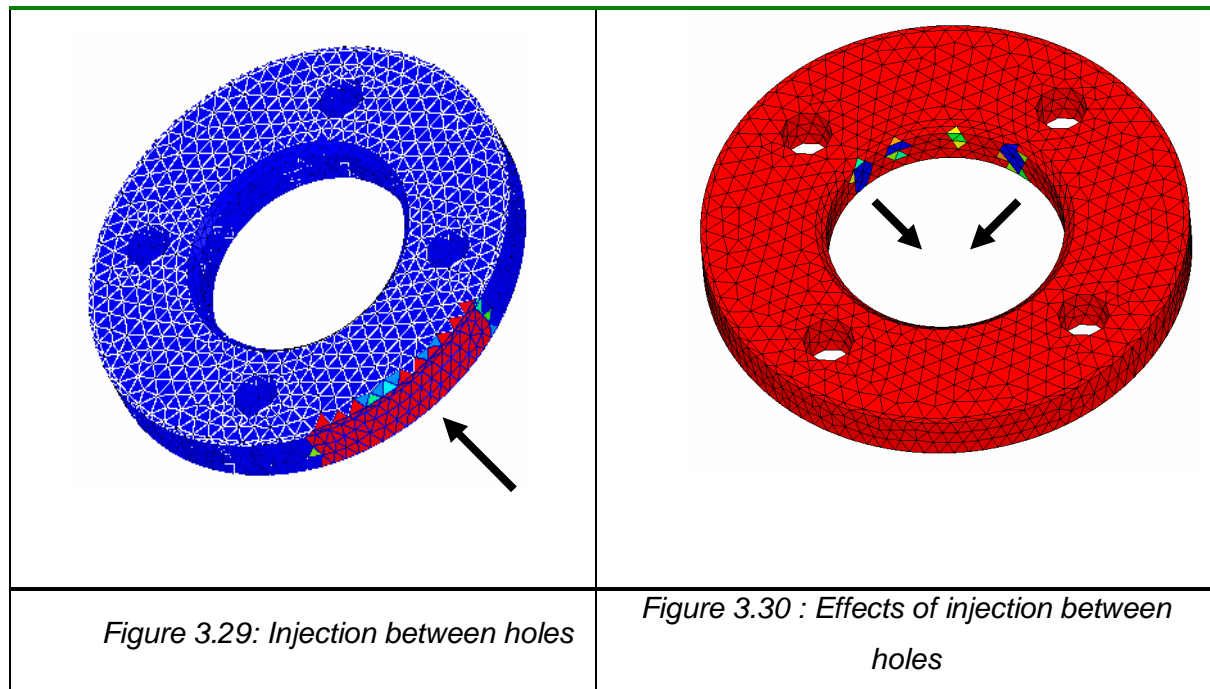 Figure 3.29: Injection between holes
Figure 3.30 : Effects of injection between
holes